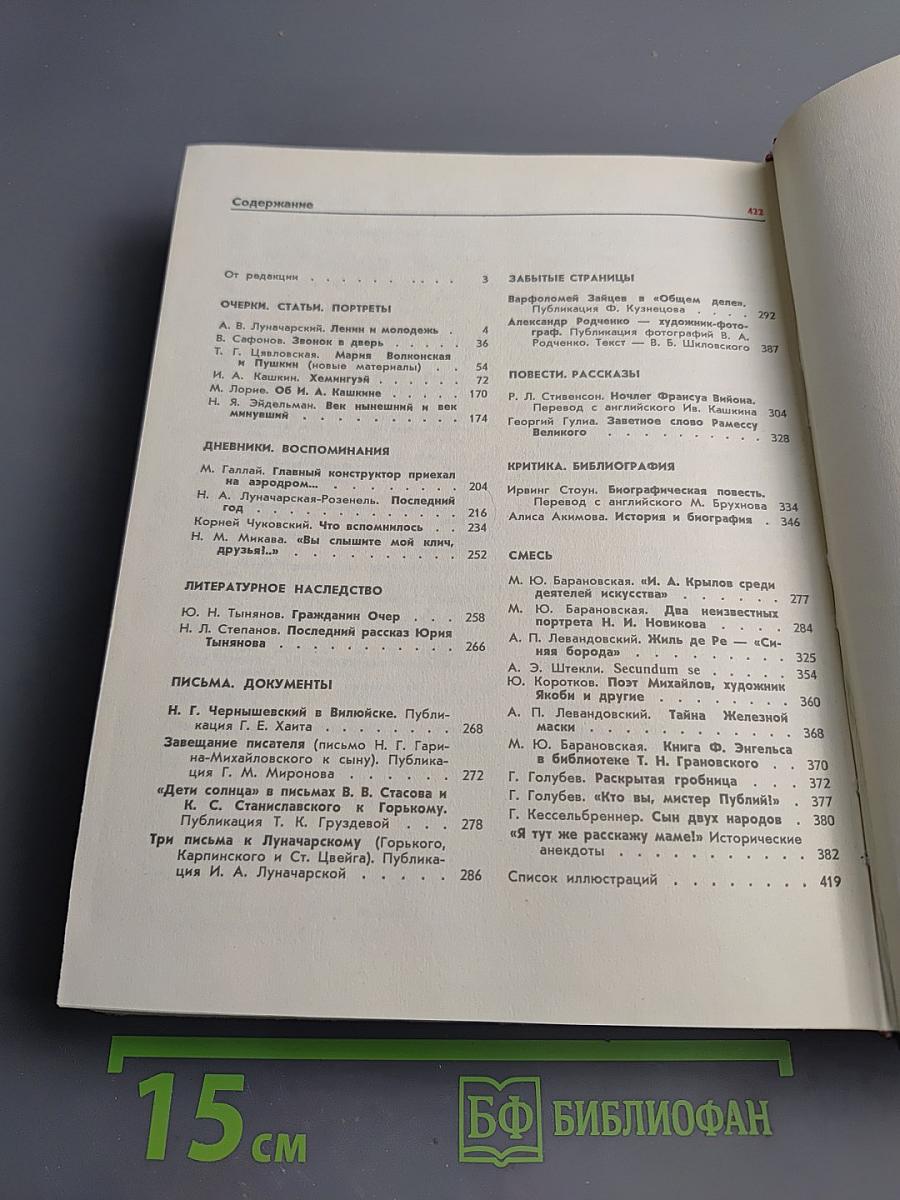 Содержание
422
От редакции . . . . . . . . . . 3
ОЧЕРКИ. СТАТЬИ. ПОРТРЕТЫ
А. В. Луначарский. Ленин и молодежь . 4
В. Сафонов. Звонок в дверь . . . . . 36
Т. Г. Цявловская. Мария Волконская
и Пушкин (новые материалы) . . 54
И. А. Кашкин. Хемингуэй . . . . . . 72
М. Лорие. Об И. А. Кашкине . . . . . 170
Н. Я. Эйдельман. Век нынешний и век
минувший . . . . . . . . . . 174
ДНЕВНИКИ. ВОСПОМИНАНИЯ
М. Галлай. Главный конструктор приехал
на аэродром... . . . . . . . . 204
Н. А. Луначарская-Розенель. Последний
год . . . . . . . . . . . . 216
Корней Чуковский. Что вспомнилось . . 234
Н. М. Микава. «Вы слышите мой клич,
друзья!..» . . . . . . . . . . 252
ЛИТЕРАТУРНОЕ НАСЛЕДСТВО
Ю. Н. Тынянов. Гражданин Очер . . . 258
Н. Л. Степанов. Последний рассказ Юрия
Тынянова . . . . . . . . . . . 266
ПИСЬМА. ДОКУМЕНТЫ
Н. Г. Чернышевский в Вилюйске. Публи-
кация Г. Е. Хаита . . . . . . . . 268
Завещание писателя (письмо Н. Г. Гари-
на-Михайловского к сыну). Публика-
ция Г. М. Миронова . . . . . . 272
«Дети солнца» в письмах В. В. Стасова и
К. С. Станиславского к Горькому.
Публикация Т. К. Груздевой . . . 278
Три письма к Луначарскому (Горького,
Карпинского и Ст. Цвейга). Публика-
ция И. А. Луначарской . . . . . 286
ЗАБЫТЫЕ СТРАНИЦЫ
Варфоломей Зайцев в «Общем деле».
Публикация Ф. Кузнецова . . . . 292
Александр Родченко — художник-фото-
граф. Публикация фотографий В. А.
Родченко. Текст — В. Б. Шкловского 387
ПОВЕСТИ. РАССКАЗЫ
Р. Л. Стивенсон. Ночлег Франсуа Вийона.
Перевод с английского Ив. Кашкина 304
Георгий Гулиа. Заветное слово Рамессу
Великого . . . . . . . . . . 328
КРИТИКА. БИБЛИОГРАФИЯ
Ирвинг Стоун. Биографическая повесть.
Перевод с английского М. Брухнова 334
Алиса Акимова. История и биография . 346
СМЕСЬ
М. Ю. Барановская. «И. А. Крылов среди
деятелей искусства» . . . . . . 277
М. Ю. Барановская. Два неизвестных
портрета Н. И. Новикова . . . . 284
А. П. Левандовский. Жиль де Ре — «Си-
няя борода» . . . . . . . . . 325
А. Э. Штекли. Secundum se . . . . . 354
Ю. Коротков. Поэт Михайлов, художник
Якоби и другие . . . . . . . . 360
А. П. Левандовский. Тайна Железной
маски . . . . . . . . . . . 368
М. Ю. Барановская. Книга Ф. Энгельса
в библиотеке Т. Н. Грановского . . 370
Г. Голубев. Раскрытая гробница . . . 372
Г. Голубев. «Кто вы, мистер Публий!» . 377
Г. Кессельбреннер. Сын двух народов . 380
«Я тут же расскажу маме!» Исторические
анекдоты . . . . . . . . . . 382
Список иллюстраций . . . . . . . . 419
15 см
БФ БИБЛИОФАН